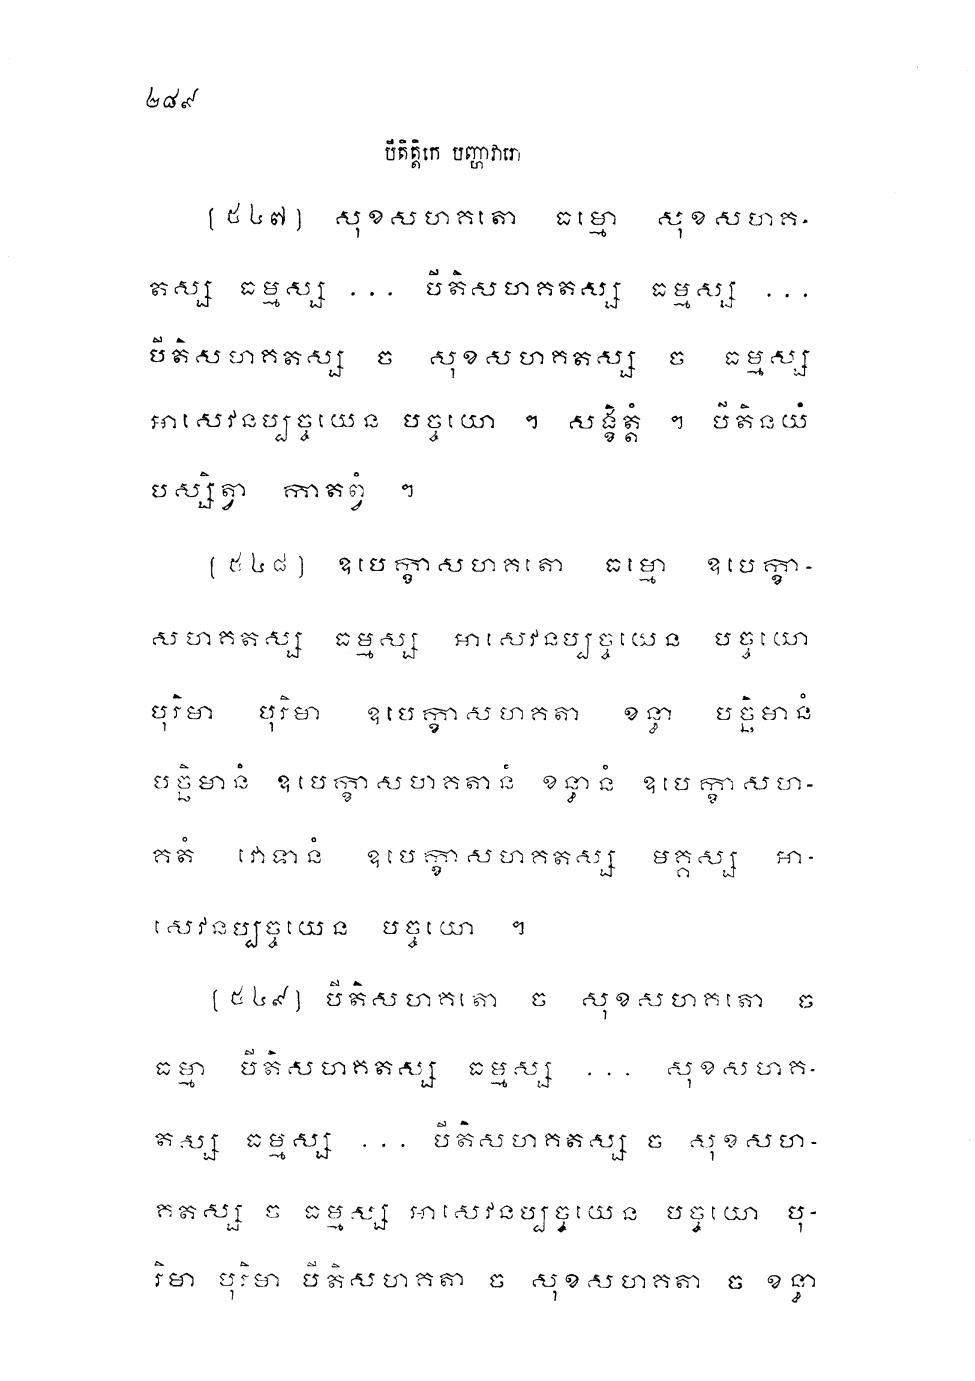 ២៨៩
បីតិត្តិកេ បញ្ហាវារោ
[៥៤៧] សុខសហគតោ ធម្មោ សុខសហគ-
តស្ស ធម្មស្ស ... បីតិសហគតស្ស ធម្មស្ស ...
បីតិសហគតស្ស ច សុខសហគតស្ស ច ធម្មស្ស
អាសេវនប្បច្ចយេន បច្ចយោ ។ សង្ខិត្តំ ។ បីតិនយំ
បស្សិត្វា កាតព្វំ ។
[៥៤៨] ឧបេក្ខាសហគតោ ធម្មោ ឧបេក្ខា-
សហគតស្ស ធម្មស្ស អាសេវនប្បច្ចយេន បច្ចយោ
បុរិមា បុរិមា ឧបេក្ខាសហគតា ខន្ធា បច្ឆិមានំ
បច្ឆិមានំ ឧបេក្ខាសហគតានំ ខន្ធានំ ឧបេក្ខាសហ-
គតំ វោទានំ ឧបេក្ខាសហគតស្ស មគ្គស្ស អា-
សេវនប្បច្ចយេន បច្ចយោ ។
[៥៤៩] បីតិសហគតោ ច សុខសហគតោ ច
ធម្មា បីតិសហគតស្ស ធម្មស្ស ... សុខសហគ-
តស្ស ធម្មស្ស ... បីតិសហគតស្ស ច សុខសហ-
គតស្ស ច ធម្មស្ស អាសេវនប្បច្ចយេន បច្ចយោ បុ-
រិមា បុរិមា បីតិសហគតា ច សុខសហគតា ច ខន្ធា